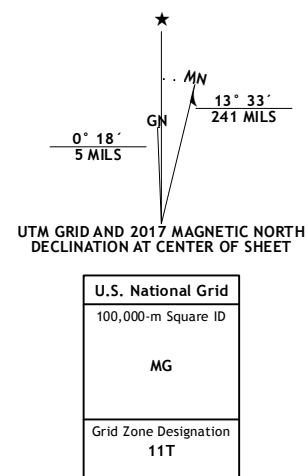 ★
MN
GN
13° 33´
241 MILS
0° 18´
5 MILS
UTM GRID AND 2017 MAGNETIC NORTH
DECLINATION AT CENTER OF SHEET
U.S. National Grid
100,000-m Square ID
MG
Grid Zone Designation
11T